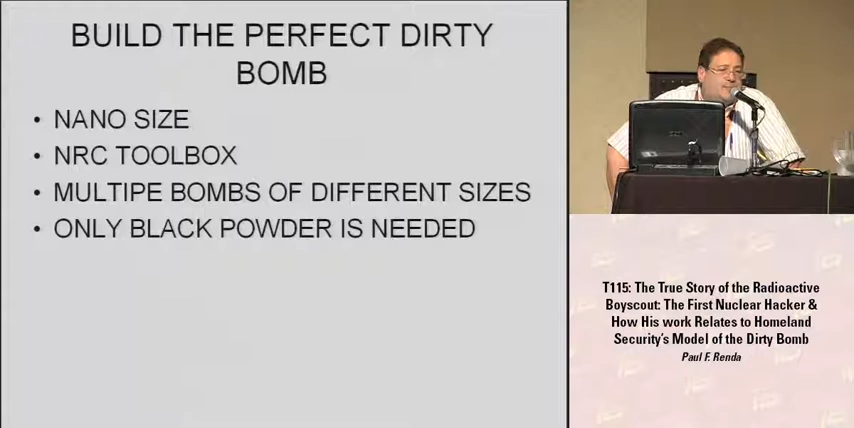 BUILD THE PERFECT DIRTY
BOMB
• NANO SIZE
• NRC TOOLBOX
• MULTIPE BOMBS OF DIFFERENT SIZES
• ONLY BLACK POWDER IS NEEDED
T115: The True Story of the Radioactive
Boyscout: The First Nuclear Hacker &
How His work Relates to Homeland
Security's Model of the Dirty Bomb
Paul F. Renda